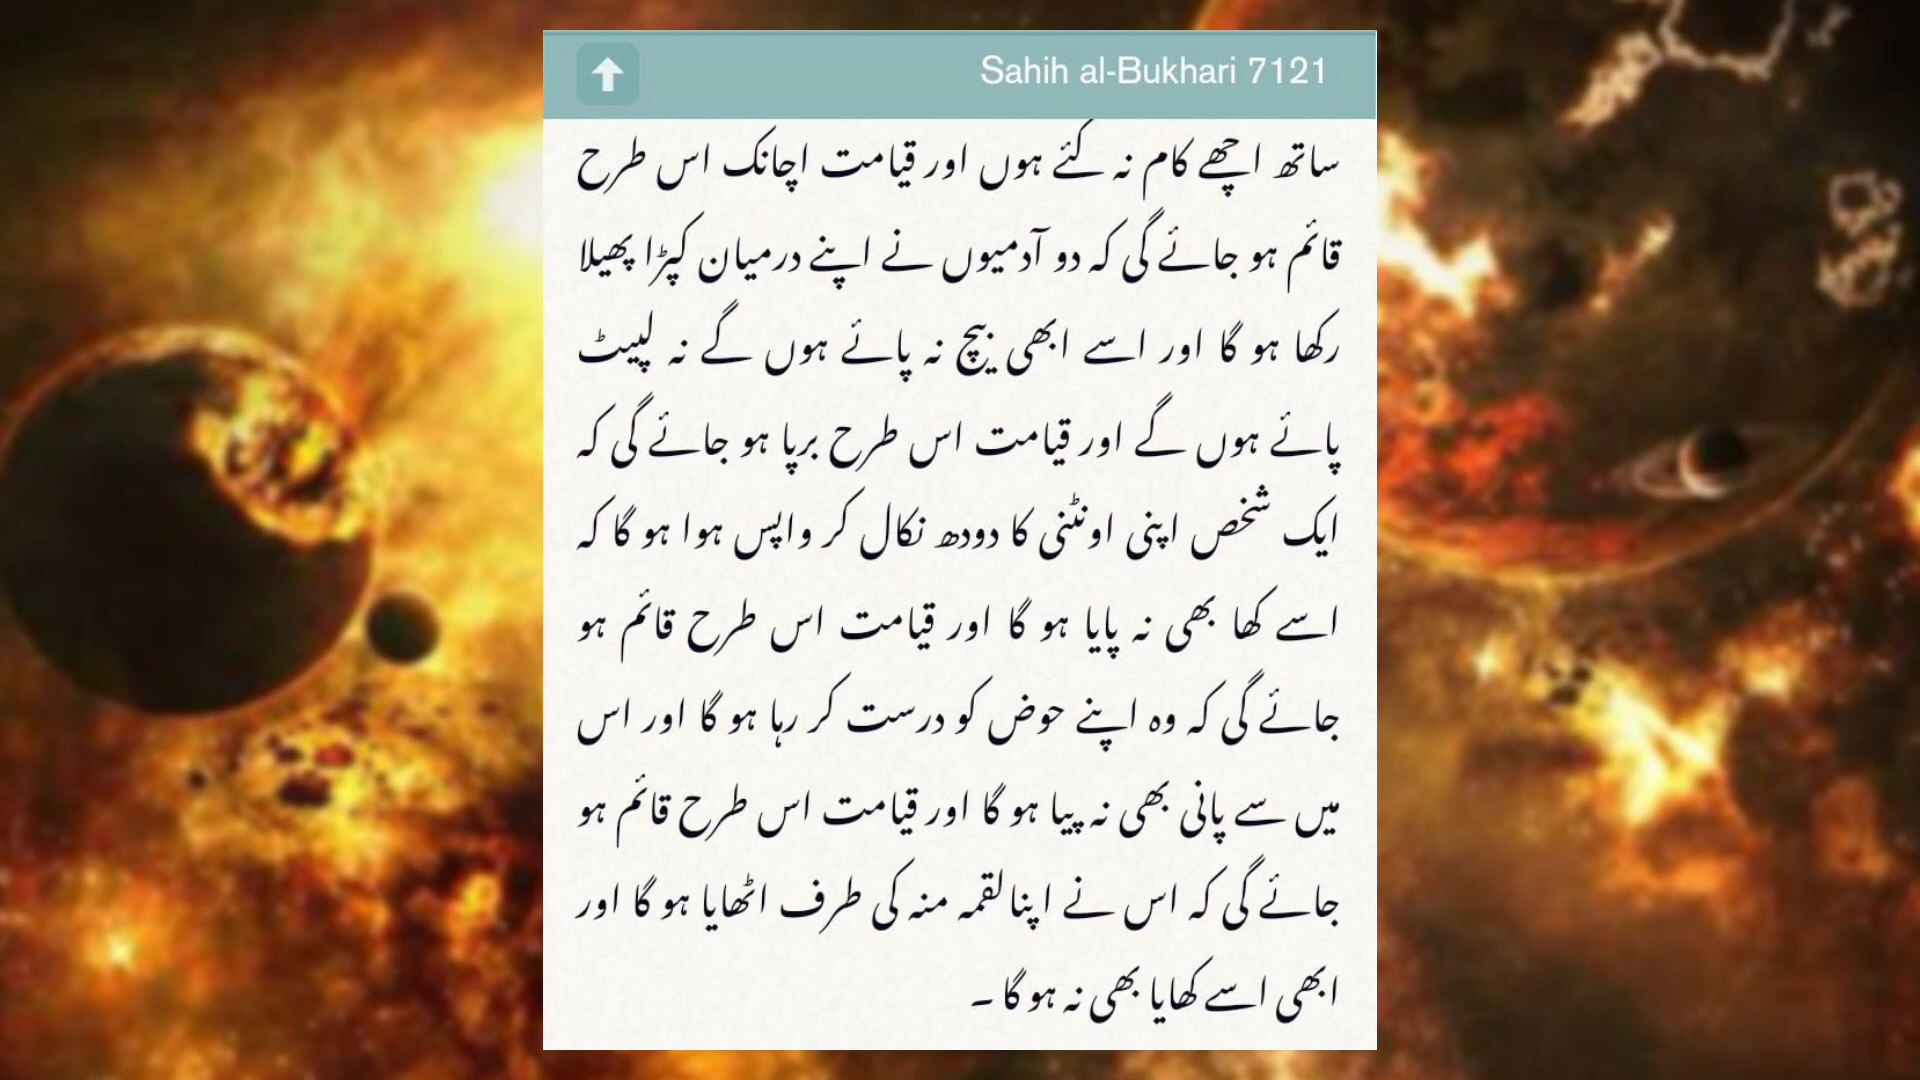 Sahih al-Bukhari 7121
ساتھ اچھے کام نہ کئے ہوں اور قیامت اچانک اس طرح
قائم ہو جائے گی کہ دو آدمیوں نے اپنے درمیان کپڑا پھیلا
رکھا ہو گا اور اسے ابھی بیچ نہ پائے ہوں گے نہ لپیٹ
پائے ہوں گے اور قیامت اس طرح برپا ہو جائے گی کہ
ایک شخص اپنی اونٹنی کا دودھ نکال کر واپس ہوا ہو گا کہ
اسے کھا بھی نہ پایا ہو گا اور قیامت اس طرح قائم ہو
جائے گی کہ وہ اپنے حوض کو درست کر رہا ہو گا اور اس
میں سے پانی بھی نہ پیا ہو گا اور قیامت اس طرح قائم ہو
جائے گی کہ اس نے اپنا لقمہ منہ کی طرف اٹھایا ہو گا اور
ابھی اسے کھایا بھی نہ ہو گا ۔